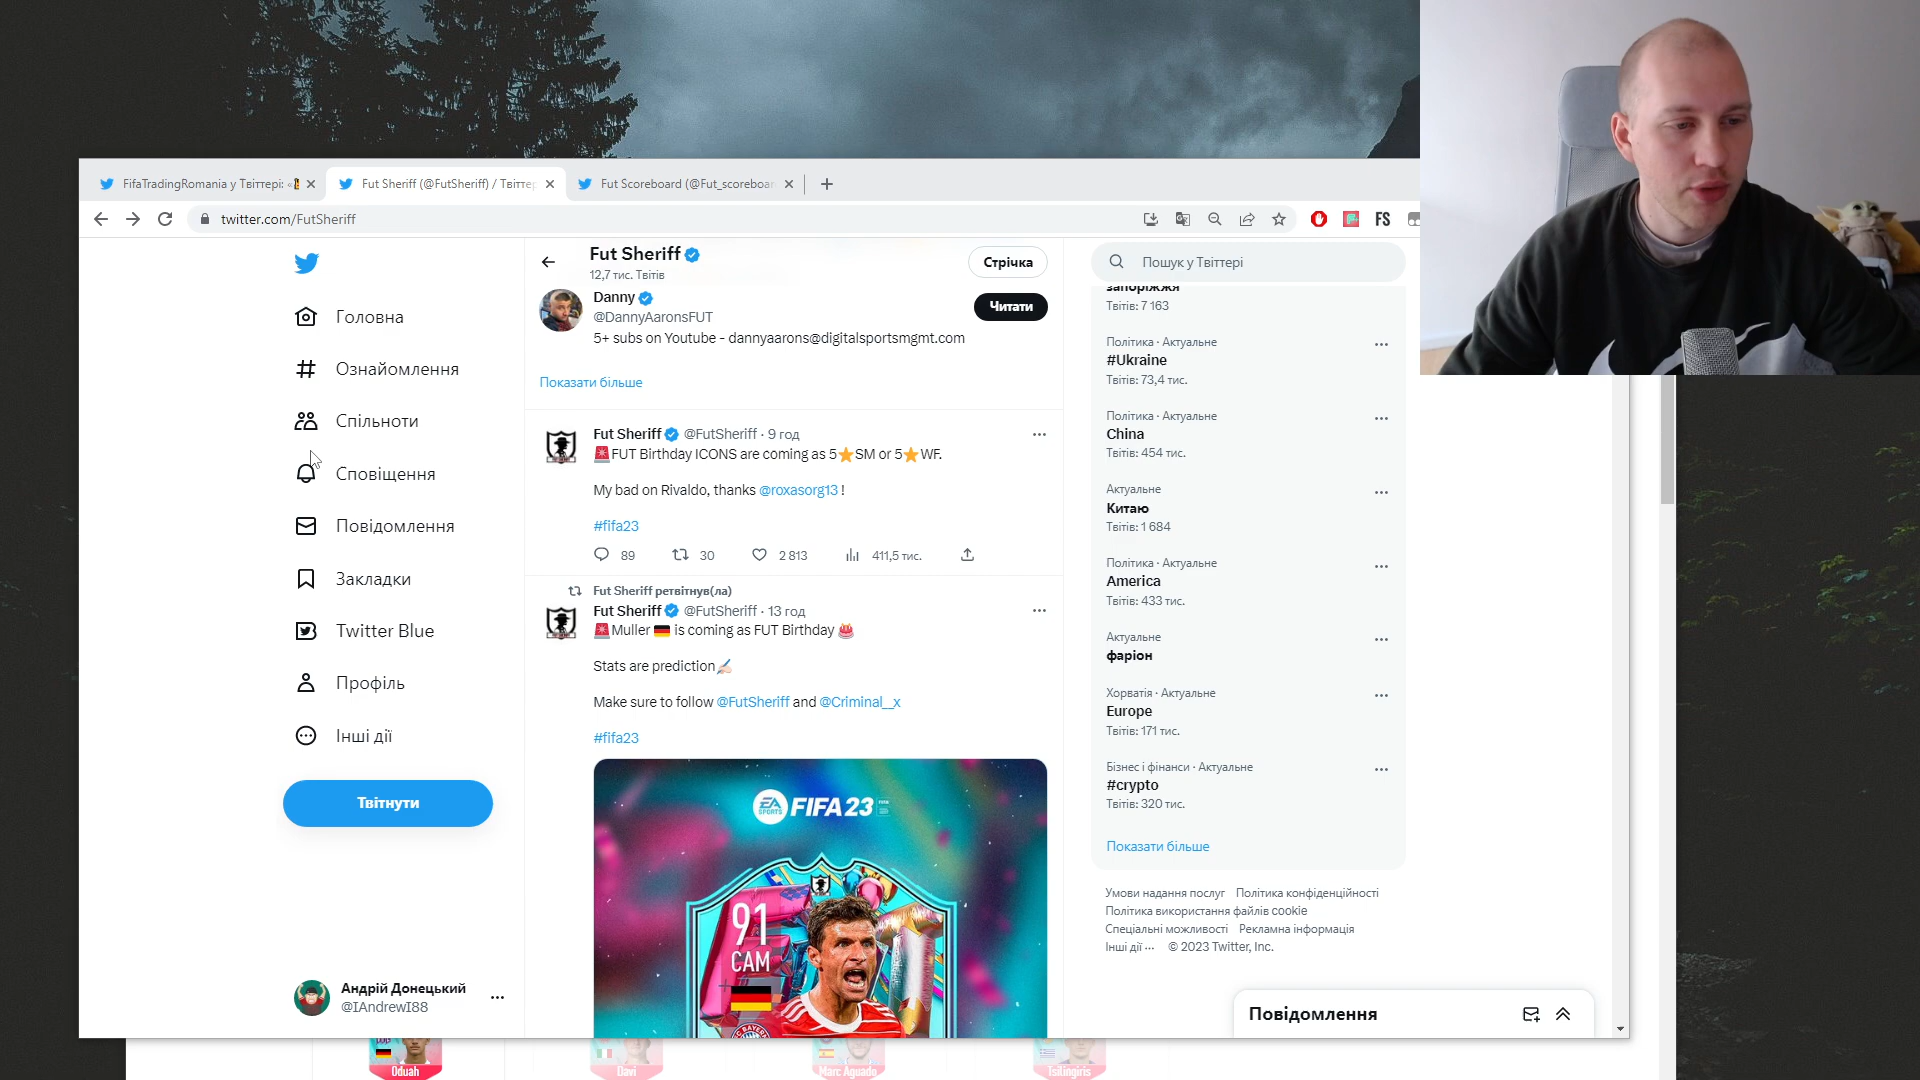 FifaTradingRomania у Твіттері: «
Fut Sheriff (@FutSheriff) / Твітте
Fut Scoreboard (@Fut_scoreboar
twitter.com/FutSheriff
FS
Головна
Ознайомлення
Спільноти
Сповіщення
Повідомлення
Закладки
Twitter Blue
Профіль
Інші дії
Твітнути
Андрій Донецький
@IAndrewI88
Fut Sheriff
12,7 тис. Твітів
Стрічка
Danny
@DannyAaronsFUT
Читати
5+ subs on Youtube - dannyaarons@digitalsportsmgmt.com
Показати більше
Fut Sheriff @FutSheriff · 9 год
🚨FUT Birthday ICONS are coming as 5⭐SM or 5⭐WF.
My bad on Rivaldo, thanks @roxasorg13 !
#fifa23
89 30 2 813 411,5 тис.
Fut Sheriff ретвітнув(ла)
Fut Sheriff @FutSheriff · 13 год
🚨Muller 🇩🇪 is coming as FUT Birthday 🎂
Stats are prediction✍🏻
Make sure to follow @FutSheriff and @Criminal__x
#fifa23
EA SPORTS FIFA 23
91
CAM
Пошук у Твіттері
запоріжжя
Твітів: 7 163
Політика · Актуальне
#Ukraine
Твітів: 73,4 тис.
Політика · Актуальне
China
Твітів: 454 тис.
Актуальне
Китаю
Твітів: 1 684
Політика · Актуальне
America
Твітів: 433 тис.
Актуальне
фаріон
Хорватія · Актуальне
Europe
Твітів: 171 тис.
Бізнес і фінанси · Актуальне
#crypto
Твітів: 320 тис.
Показати більше
Умови надання послуг Політика конфіденційності
Політика використання файлів cookie
Спеціальні можливості Рекламна інформація
Інші дії ··· © 2023 Twitter, Inc.
Повідомлення
Oduah
Davi
Marc Aguado
Tsilingiris